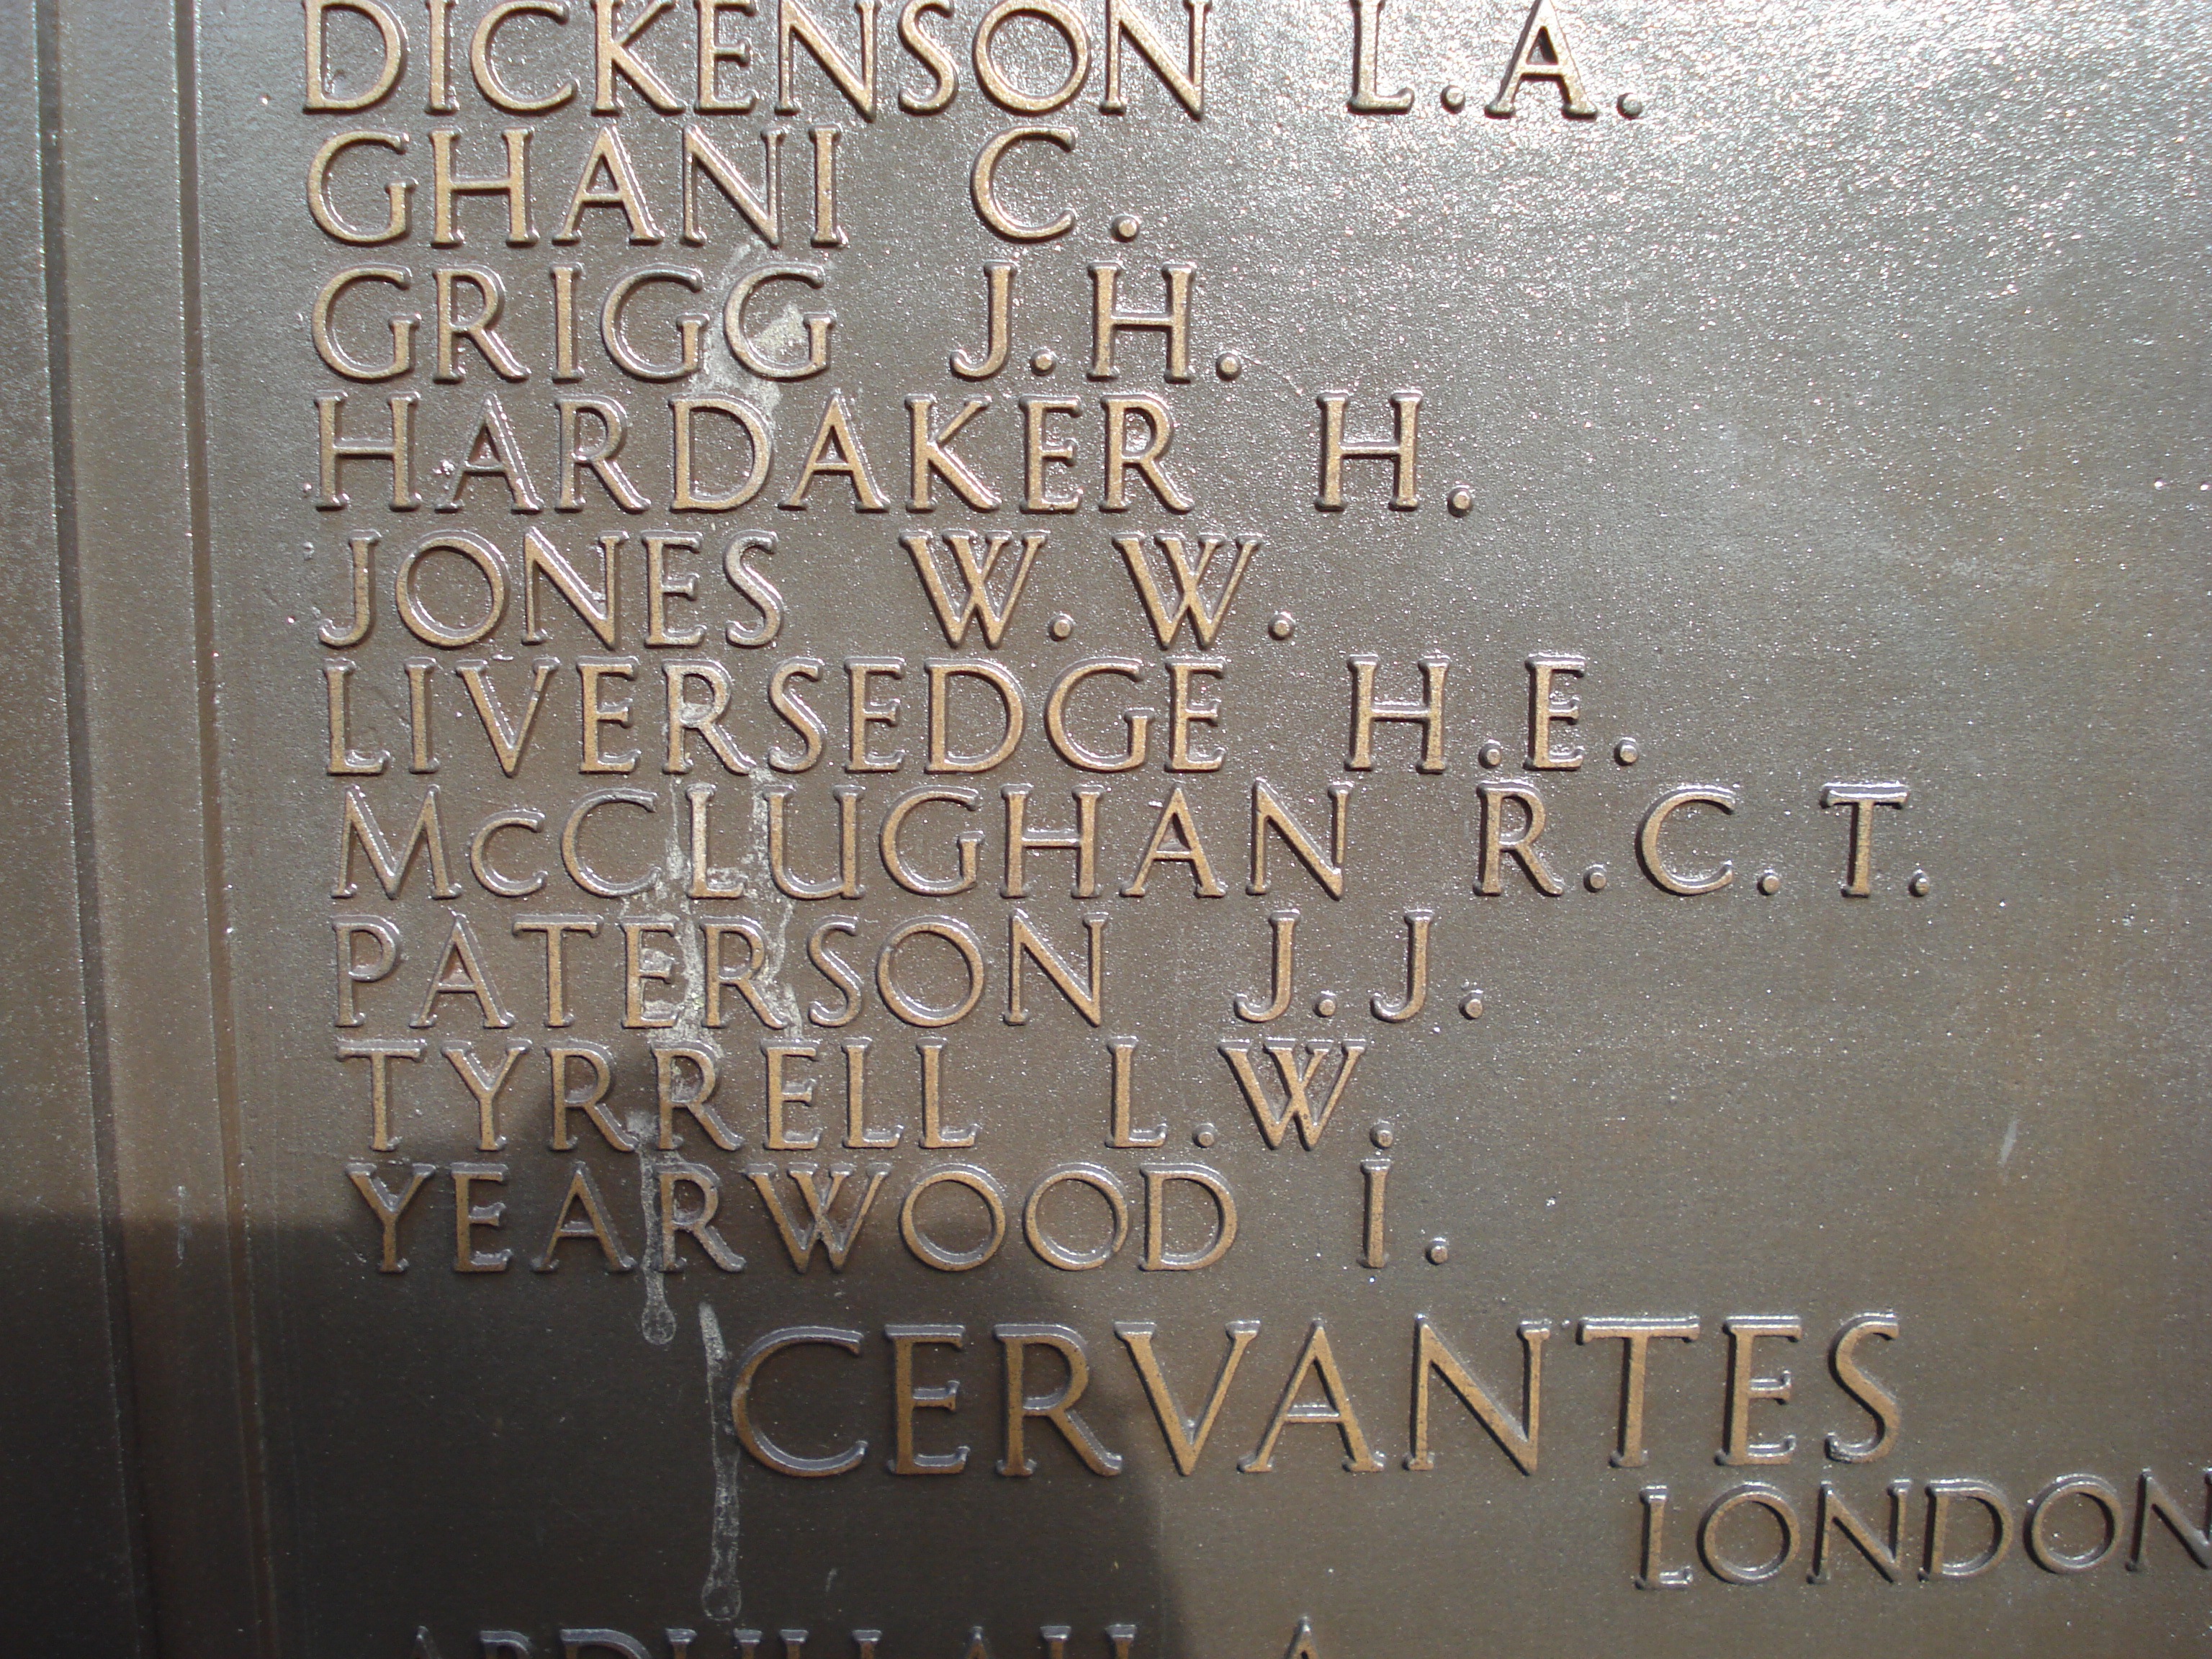 DICKENSON L.A.
GHANI C.
GRIGG J.H.
HARDAKER H.
JONES W.W.
LIVERSEDGE H.E.
McCLUGHAN R.C.T.
PATERSON J.J.
TYRRELL L.W.
YEARWOOD I.
CERVANTES
LONDON